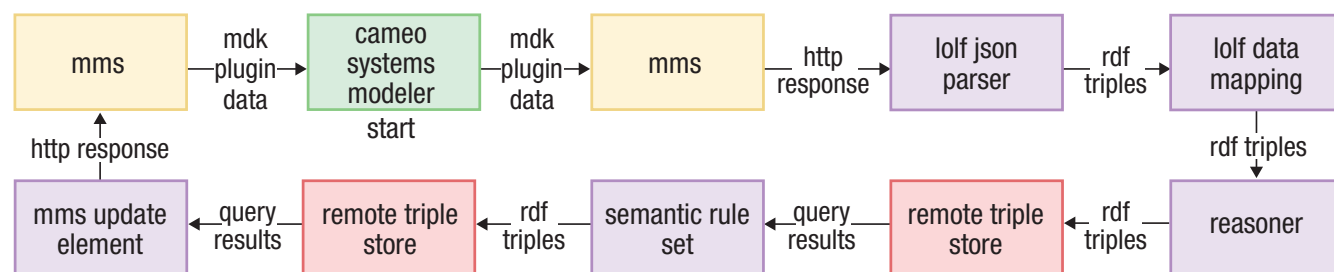 mms
mdk
plugin
data
cameo
systems
modeler
start
mdk
plugin
data
mms
http
response
lolf json
parser
rdf
triples
lolf data
mapping
http response
rdf triples
mms update
element
query
results
remote triple
store
rdf
triples
semantic rule
set
query
results
remote triple
store
rdf
triples
reasoner